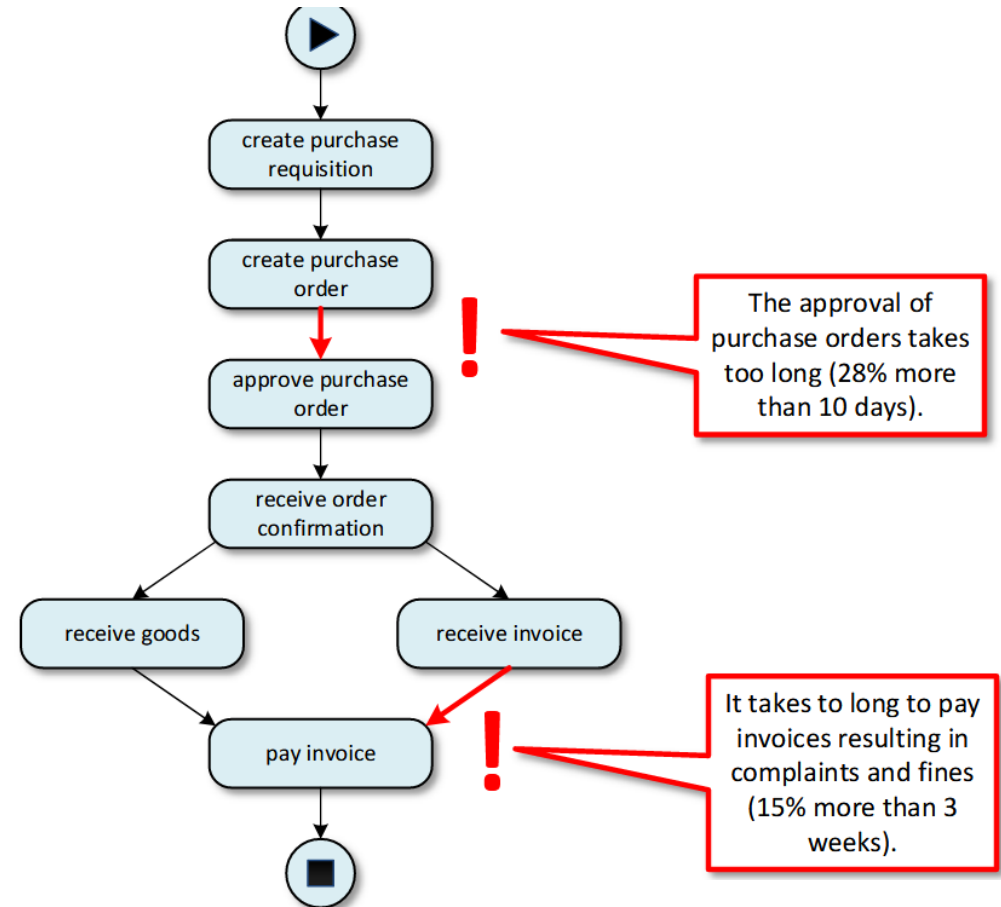 create purchase
requisition
create purchase
order
The approval of
purchase orders takes
too long (28% more
than 10 days).
approve purchase
order
receive order
confirmation
receive goods
receive invoice
It takes to long to pay
invoices resulting in
complaints and fines
(15% more than 3
weeks).
pay invoice